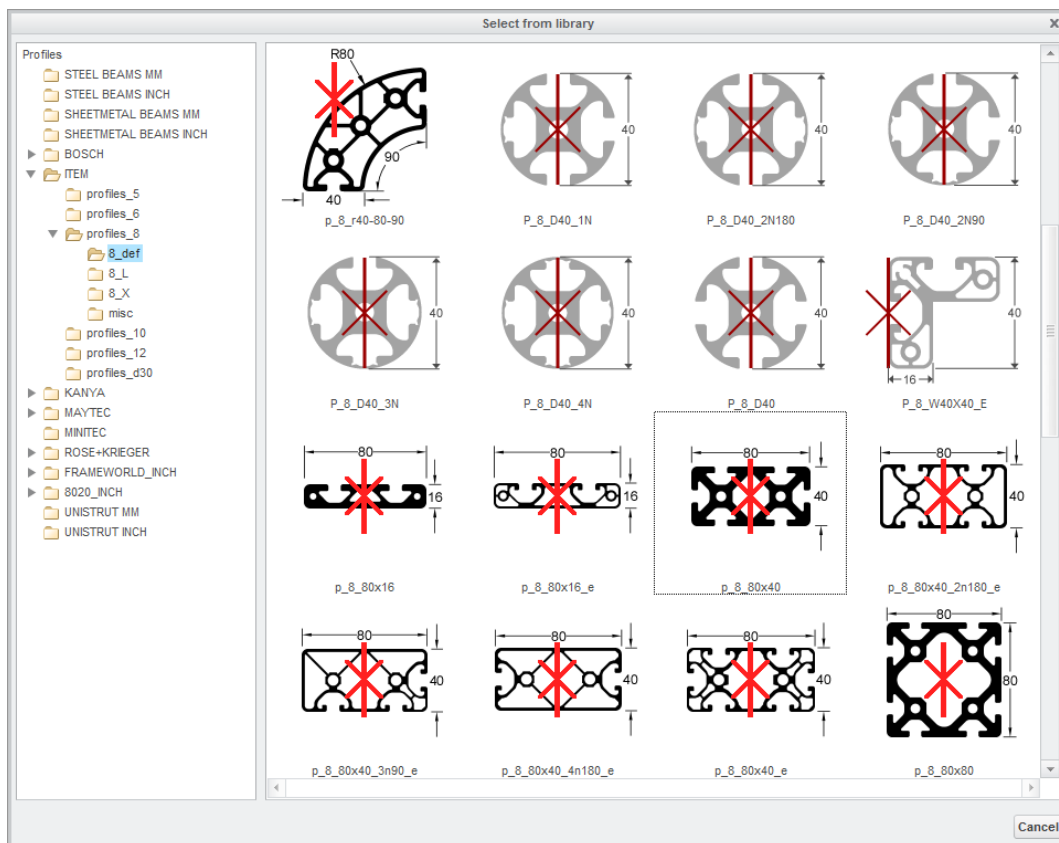 Select from library
X
Profiles
STEEL BEAMS MM
STEEL BEAMS INCH
SHEETMETAL BEAMS MM
SHEETMETAL BEAMS INCH
BOSCH
ITEM
profiles_5
profiles_6
profiles_8
8_def
8_L
8_X
misc
profiles_10
profiles_12
profiles_d30
KANYA
MAYTEC
MINITEC
ROSE+KRIEGER
FRAMEWORLD_INCH
8020_INCH
UNISTRUT MM
UNISTRUT INCH
R80
90
40
p_8_r40-80-90
40
P_8_D40_1N
40
P_8_D40_2N180
40
P_8_D40_2N90
40
P_8_D40_3N
40
P_8_D40_4N
40
P_8_D40
40
16
P_8_W40X40_E
80
16
p_8_80x16
80
16
p_8_80x16_e
80
40
p_8_80x40
80
40
p_8_80x40_2n180_e
80
40
p_8_80x40_3n90_e
80
40
p_8_80x40_4n180_e
80
40
p_8_80x40_e
80
80
p_8_80x80
Cancel